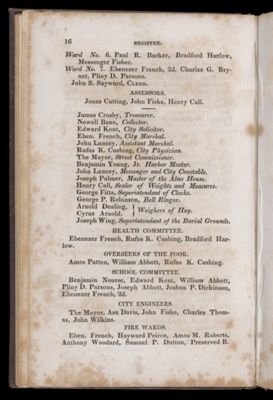 16 REGISTER.
Ward No. 6. Paul R. Barker, Bradford Harlow,
Messenger Fisher.
Ward No. 7. Ebenezer French, 2d. Charles G. Bry-
ant, Pliny D. Parsons.
John S. Sayward, CLERK.
ASSESSORS.
Jonas Cutting, John Fiske, Henry Call.
James Crosby, Treasurer.
Newell Bean, Collector.
Edward Kent, City Solicitor.
Eben. French, City Marshal.
John Lancey, Assistant Marshal.
Rufus K. Cushing, City Physician.
The Mayor, Street Commissioner.
Benjamin Young, Jr. Harbor Master.
John Lancey, Messenger and City Constable.
Joseph Palmer, Master of the Alms House.
Henry Call, Sealer of Weights and Measures.
George Fitts, Superintendent of Clocks.
George P. Robinson, Bell Ringer.
Arnold Dealing, } Weighers of Hay.
Cyrus Arnold,
Joseph Wing, Superintendent of the Burial Grounds.
HEALTH COMMITTEE.
Ebenezer French, Rufus K. Cushing, Bradford Har-
low.
OVERSEERS OF THE POOR.
Amos Patten, William Abbott, Rufus K. Cushing.
SCHOOL COMMITTEE.
Benjamin Nourse, Edward Kent, William Abbott,
Pliny D. Parsons, Joseph Abbott, Joshua P. Dickinson,
Ebenezer French, 2d.
CITY ENGINEERS.
The Mayor, Asa Davis, John Fiske, Charles Thom-
as, John Wilkins.
FIRE WARDS.
Eben. French, Hayward Peirce, Amos M. Roberts,
Anthony Woodard, Samuel P. Dutton, Preserved B.